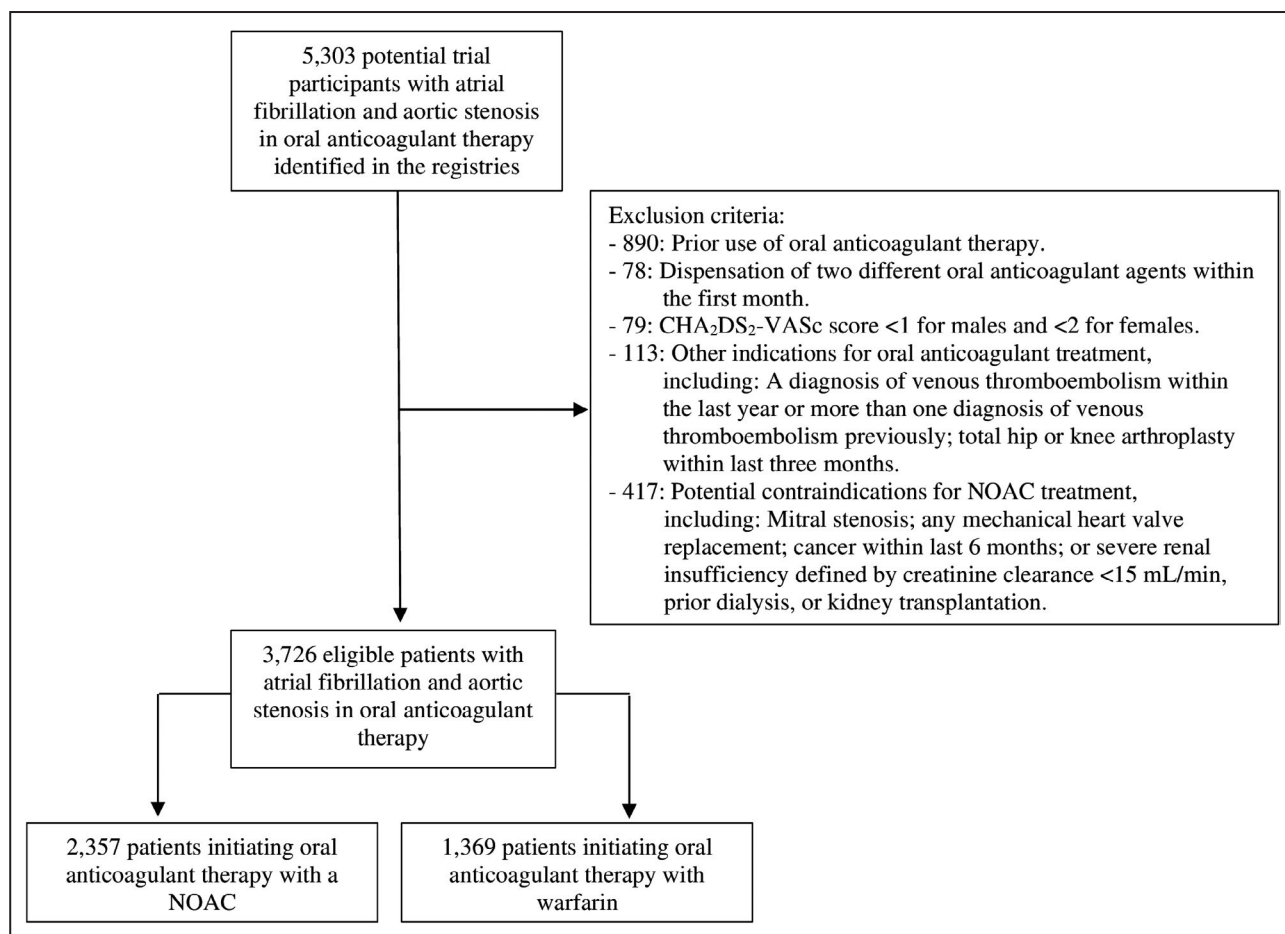 5,303 potential trial
participants with atrial
fibrillation and aortic stenosis
in oral anticoagulant therapy
identified in the registries
Exclusion criteria:
- 890: Prior use of oral anticoagulant therapy.
- 78: Dispensation of two different oral anticoagulant agents within
the first month.
- 79: CHA₂DS₂-VASc score <1 for males and <2 for females.
- 113: Other indications for oral anticoagulant treatment,
including: A diagnosis of venous thromboembolism within
the last year or more than one diagnosis of venous
thromboembolism previously; total hip or knee arthroplasty
within last three months.
- 417: Potential contraindications for NOAC treatment,
including: Mitral stenosis; any mechanical heart valve
replacement; cancer within last 6 months; or severe renal
insufficiency defined by creatinine clearance <15 mL/min,
prior dialysis, or kidney transplantation.
3,726 eligible patients with
atrial fibrillation and aortic
stenosis in oral anticoagulant
therapy
2,357 patients initiating oral
anticoagulant therapy with a
NOAC
1,369 patients initiating oral
anticoagulant therapy with
warfarin